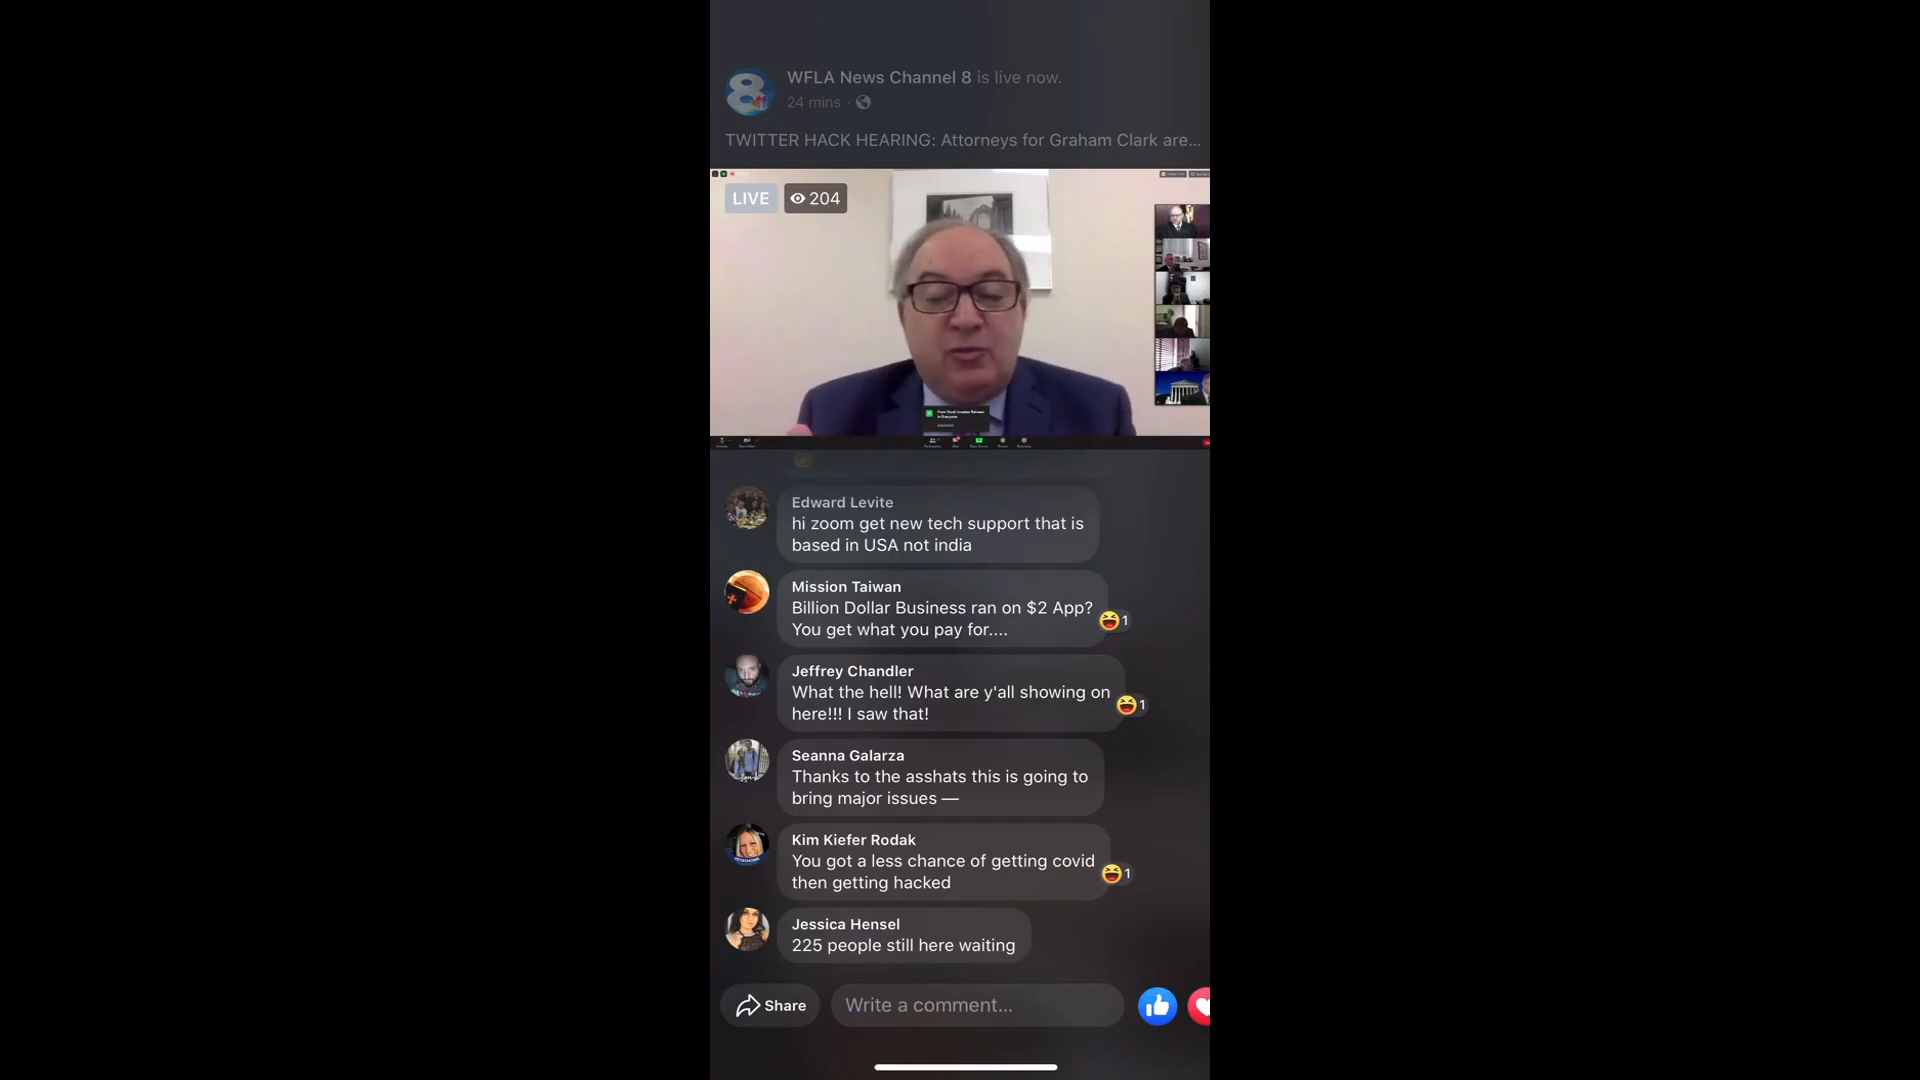 WFLA News Channel 8 is live now.
24 mins ·
TWITTER HACK HEARING: Attorneys for Graham Clark are...
LIVE
204
Edward Levite
hi zoom get new tech support that is
based in USA not india
Mission Taiwan
Billion Dollar Business ran on $2 App?
You get what you pay for....
1
Jeffrey Chandler
What the hell! What are y'all showing on
here!!! I saw that!
1
Seanna Galarza
Thanks to the asshats this is going to
bring major issues —
Kim Kiefer Rodak
You got a less chance of getting covid
then getting hacked
1
Jessica Hensel
225 people still here waiting
Share
Write a comment...